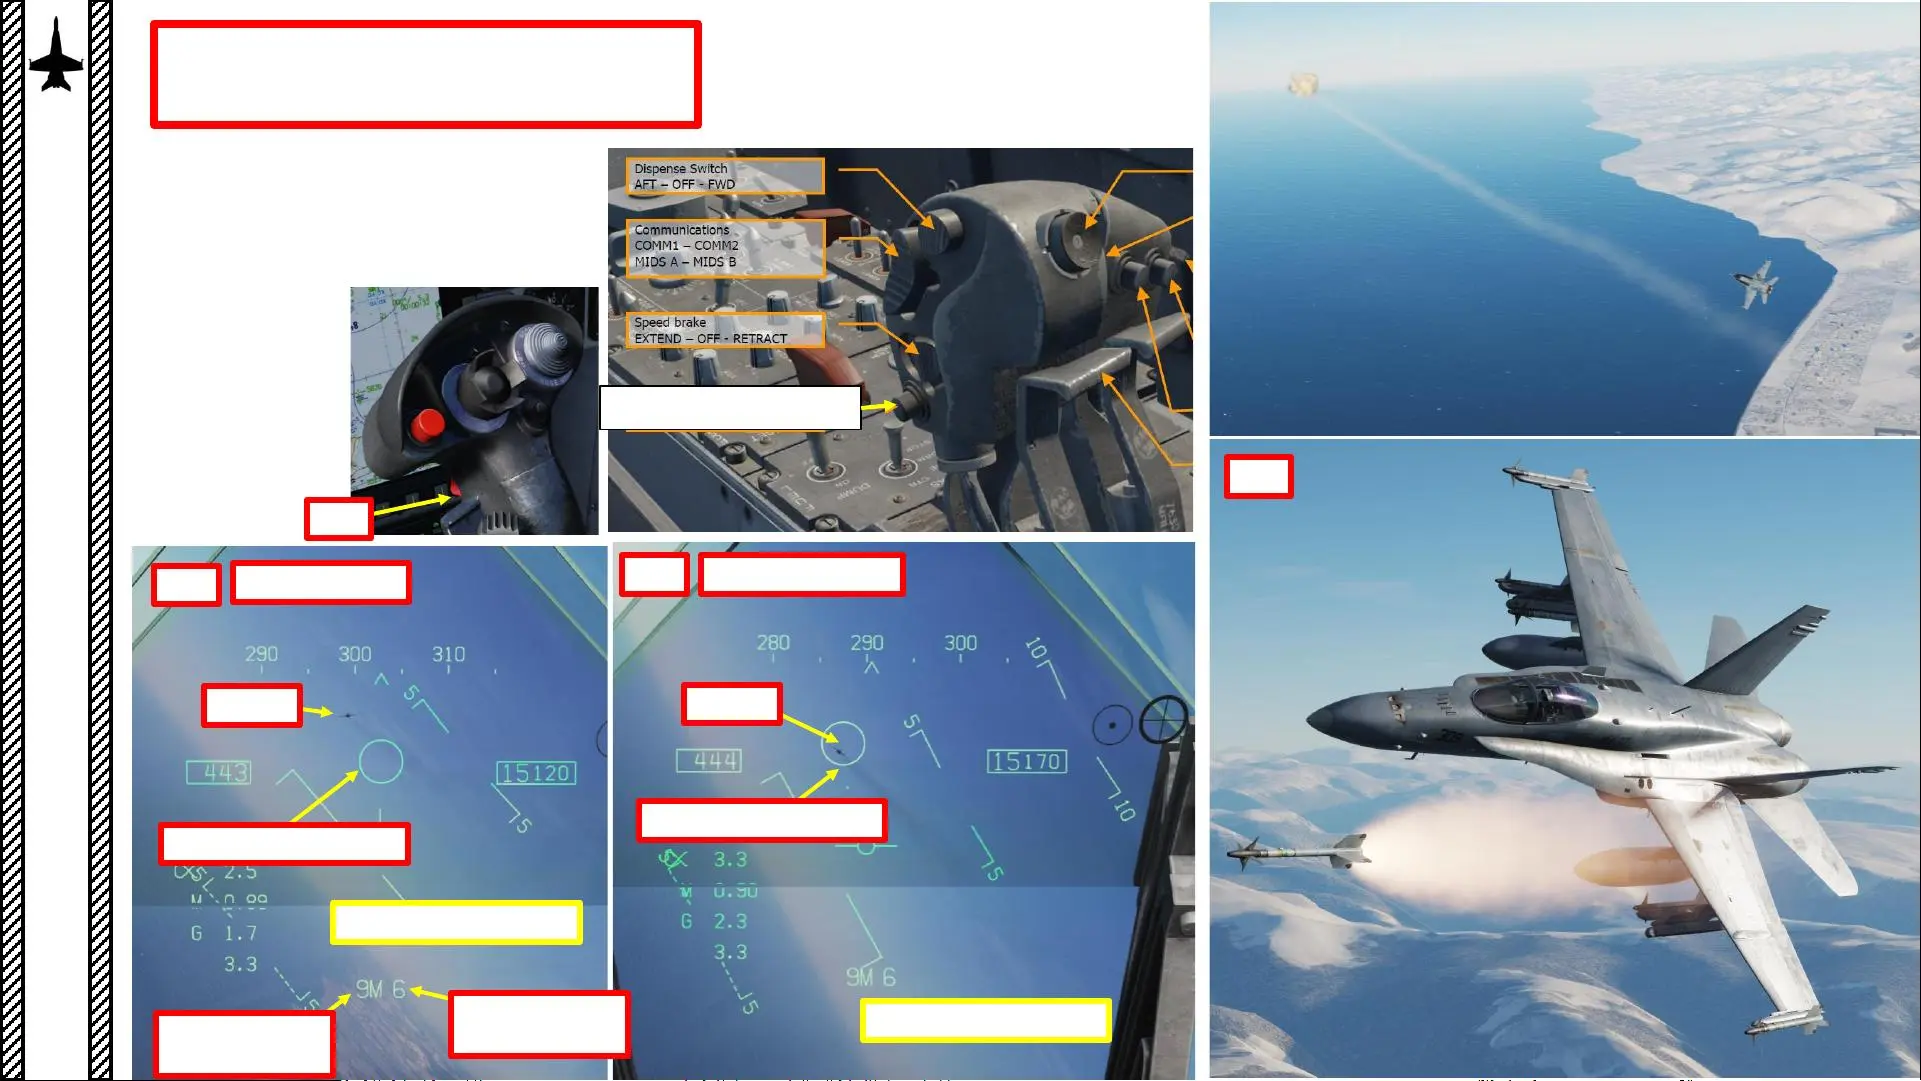 Dispense Switch
AFT – OFF - FWD
Communications
COMM1 – COMM2
MIDS A – MIDS B
Speed brake
EXTEND – OFF - RETRACT
DUMP
290 300 310
5
443
15120
5
α 2.5
M 0.89
G 1.7
3.3
5
9M 6
280 290 300
10
5
444
15170
10
5
α 3.3
M 0.90
G 2.3
3.3
5
9M 6